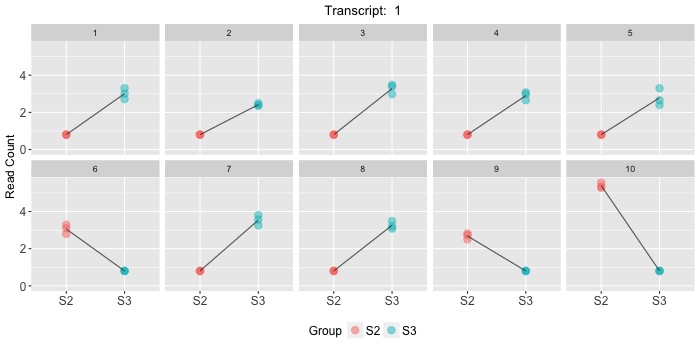 Transcript:  1
1 2 3 4 5
4
2
0
Read Count
6 7 8 9 10
4
2
0
S2 S3 S2 S3 S2 S3 S2 S3 S2 S3
Group S2 S3